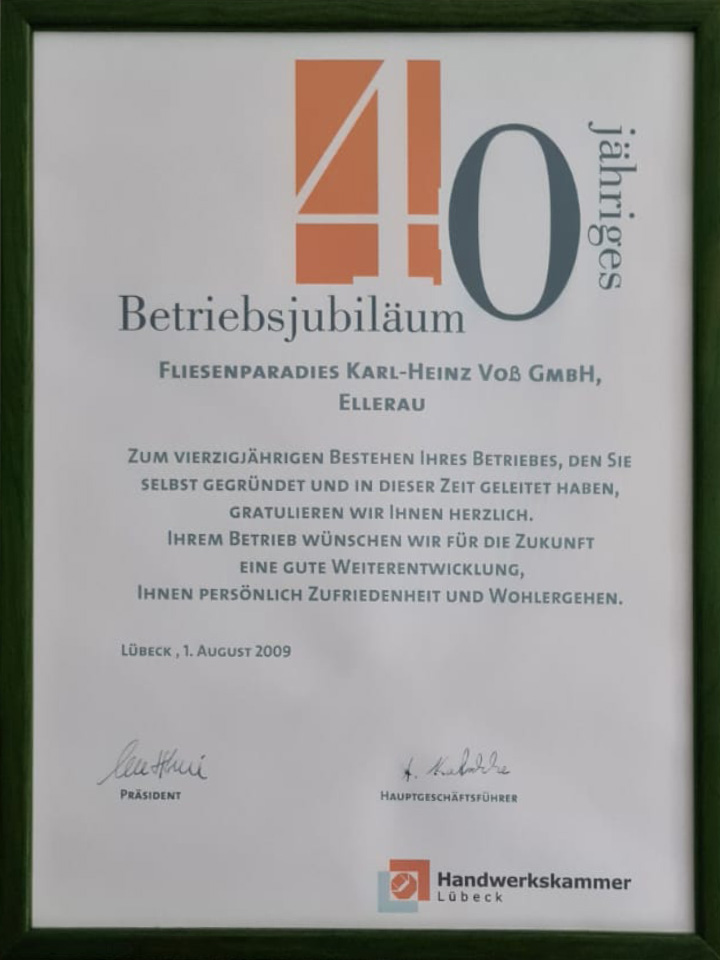 40
jähriges
Betriebsjubiläum
FLIESENPARADIES KARL-HEINZ VOß GMBH,
ELLERAU
ZUM VIERZIGJÄHRIGEN BESTEHEN IHRES BETRIEBES, DEN SIE
SELBST GEGRÜNDET UND IN DIESER ZEIT GELEITET HABEN,
GRATULIEREN WIR IHNEN HERZLICH.
IHREM BETRIEB WÜNSCHEN WIR FÜR DIE ZUKUNFT
EINE GUTE WEITERENTWICKLUNG,
IHNEN PERSÖNLICH ZUFRIEDENHEIT UND WOHLERGEHEN.
LÜBECK , 1. AUGUST 2009
PRÄSIDENT
HAUPTGESCHÄFTSFÜHRER
Handwerkskammer
Lübeck